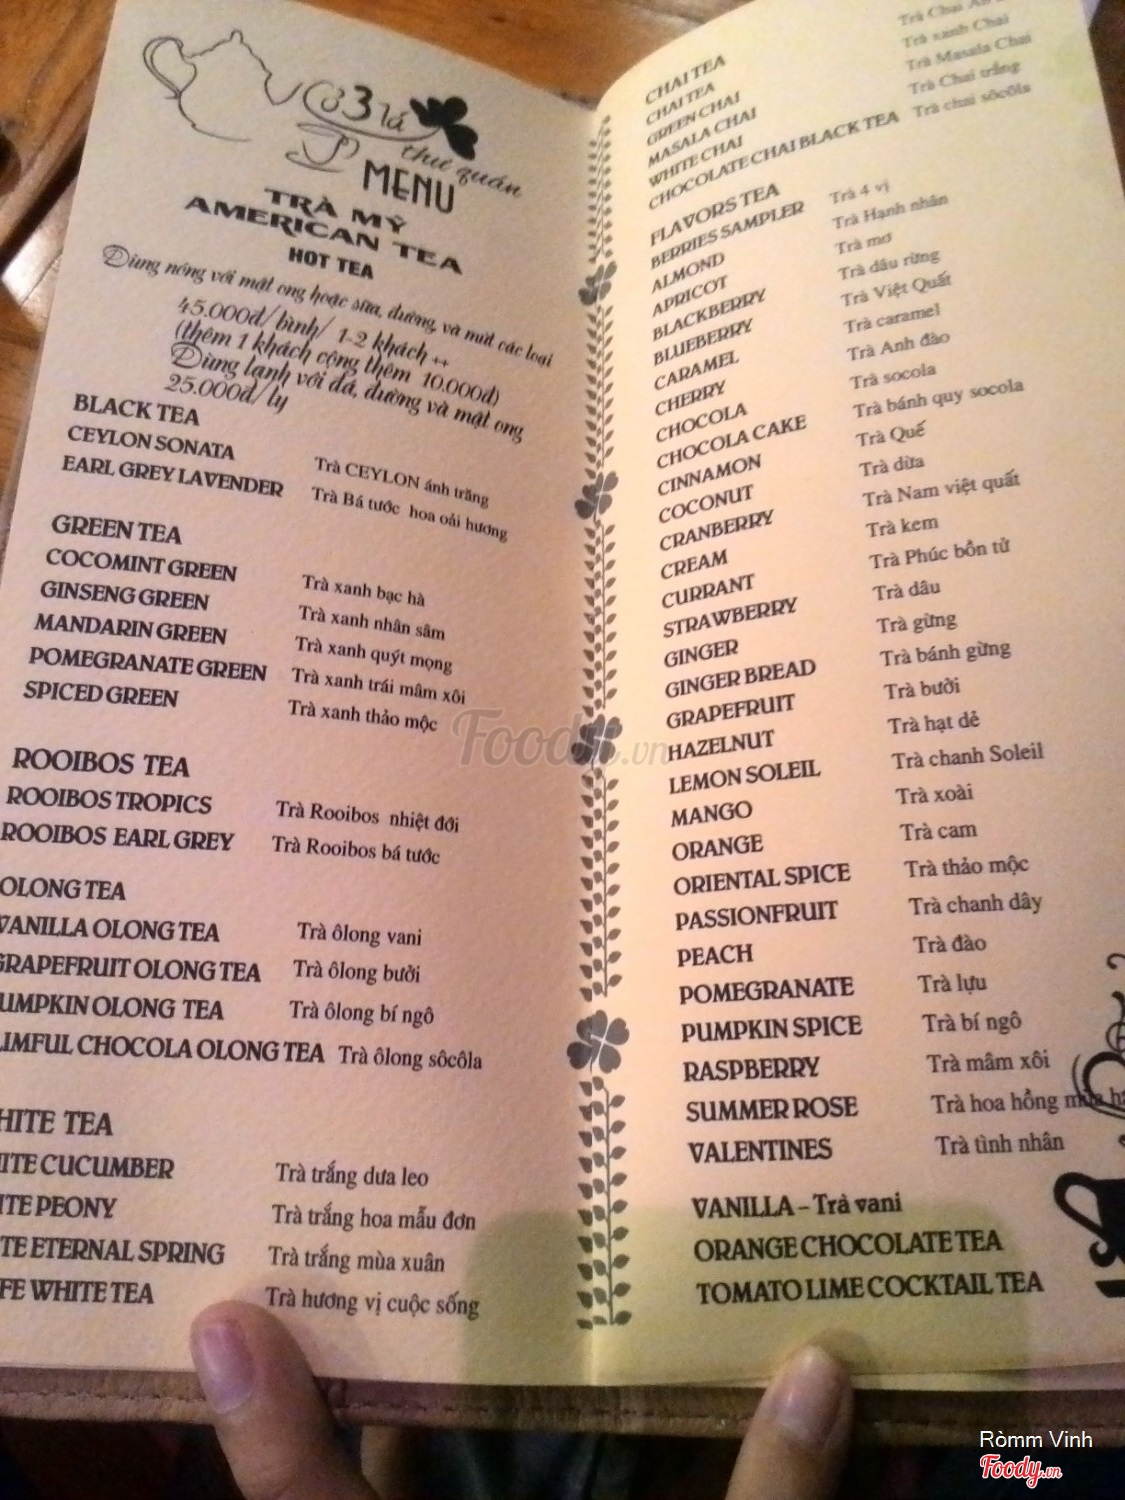 Cỏ 3 lá
thư quán
MENU
TRÀ MỸ
AMERICAN TEA
HOT TEA
Dùng nóng với mật ong hoặc sữa, đường, và mứt các loại
45.000đ/ bình/ 1-2 khách ++
(thêm 1 khách cộng thêm 10.000đ)
Dùng lạnh với đá, đường và mật ong
25.000đ/ly
BLACK TEA
CEYLON SONATA Trà CEYLON ánh trăng
EARL GREY LAVENDER Trà Bá tước hoa oải hương
GREEN TEA
COCOMINT GREEN Trà xanh bạc hà
GINSENG GREEN Trà xanh nhân sâm
MANDARIN GREEN Trà xanh quýt mọng
POMEGRANATE GREEN Trà xanh trái mâm xôi
SPICED GREEN Trà xanh thảo mộc
ROOIBOS TEA
ROOIBOS TROPICS Trà Rooibos nhiệt đới
ROOIBOS EARL GREY Trà Rooibos bá tước
OLONG TEA
VANILLA OLONG TEA Trà ôlong vani
GRAPEFRUIT OLONG TEA Trà ôlong bưởi
UMPKIN OLONG TEA Trà ôlong bí ngô
LIMFUL CHOCOLA OLONG TEA Trà ôlong sôcôla
HITE TEA
ITE CUCUMBER Trà trắng dưa leo
ITE PEONY Trà trắng hoa mẫu đơn
TE ETERNAL SPRING Trà trắng mùa xuân
FE WHITE TEA Trà hương vị cuộc sống
CHAI TEA
CHAI TEA Trà Chai
GREEN CHAI Trà xanh Chai
MASALA CHAI Trà Masala Chai
WHITE CHAI Trà Chai trắng
CHOCOLATE CHAI BLACK TEA Trà chai sôcôla
FLAVORS TEA
BERRIES SAMPLER Trà 4 vị
ALMOND Trà Hạnh nhân
APRICOT Trà mơ
BLACKBERRY Trà dâu rừng
BLUEBERRY Trà Việt Quất
CARAMEL Trà caramel
CHERRY Trà Anh đào
CHOCOLA Trà socola
CHOCOLA CAKE Trà bánh quy socola
CINNAMON Trà Quế
COCONUT Trà dừa
CRANBERRY Trà Nam việt quất
CREAM Trà kem
CURRANT Trà Phúc bồn tử
STRAWBERRY Trà dâu
GINGER Trà gừng
GINGER BREAD Trà bánh gừng
GRAPEFRUIT Trà bưởi
HAZELNUT Trà hạt dẻ
LEMON SOLEIL Trà chanh Soleil
MANGO Trà xoài
ORANGE Trà cam
ORIENTAL SPICE Trà thảo mộc
PASSIONFRUIT Trà chanh dây
PEACH Trà đào
POMEGRANATE Trà lựu
PUMPKIN SPICE Trà bí ngô
RASPBERRY Trà mâm xôi
SUMMER ROSE Trà hoa hồng mùa
VALENTINES Trà tình nhân
VANILLA – Trà vani
ORANGE CHOCOLATE TEA
TOMATO LIME COCKTAIL TEA
Foody.vn
Ròmm Vinh
Foody.vn